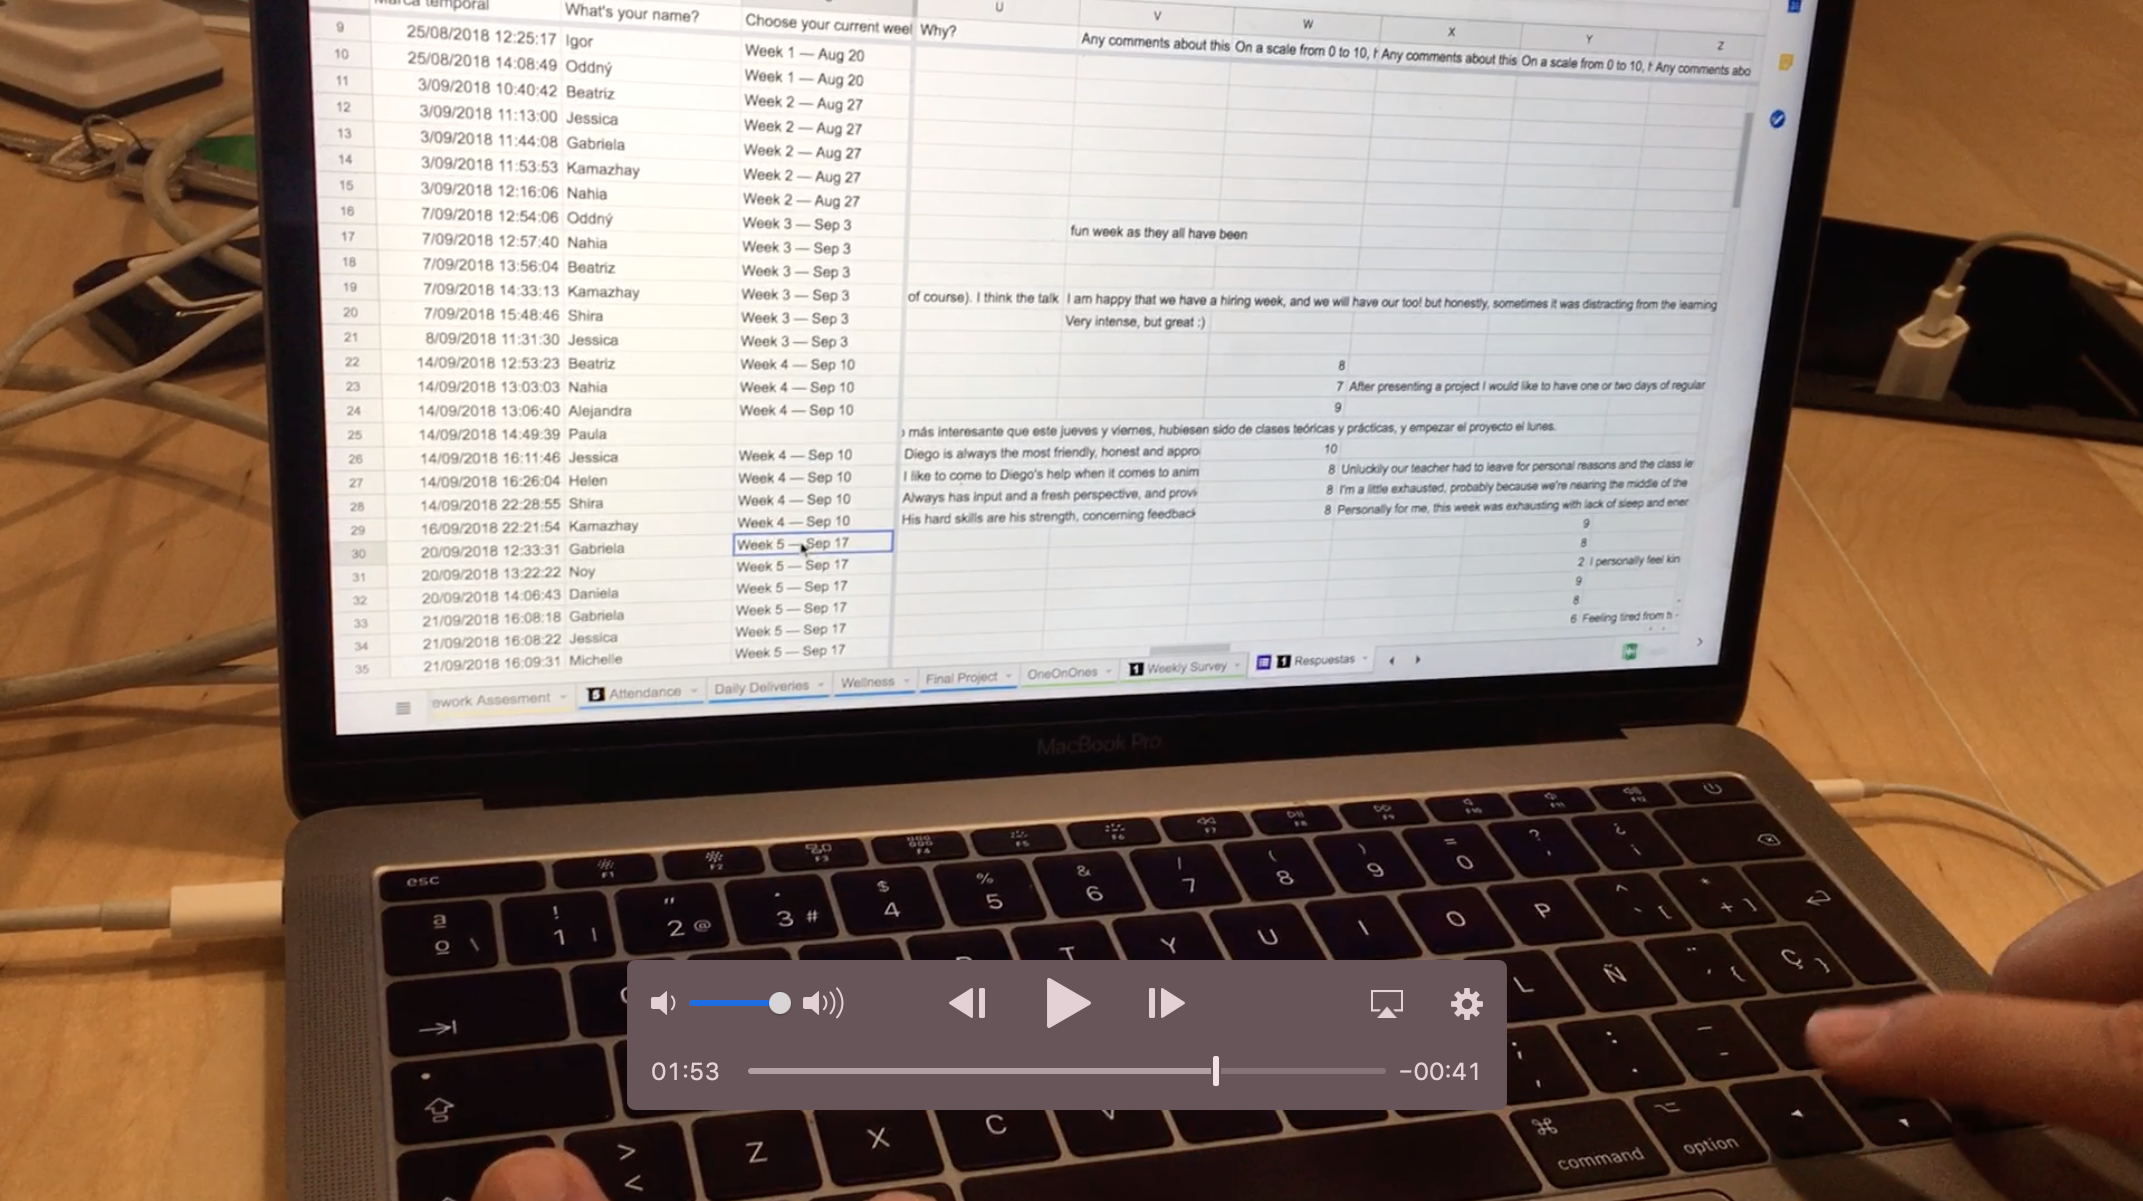 Marca temporal What's your name? Choose your current weel Why? Any comments about this On a scale from 0 to 10, h Any comments about this On a scale from 0 to 10, h Any comments abo
U V W X Y Z
9 25/08/2018 12:25:17 Igor Week 1 — Aug 20
10 25/08/2018 14:08:49 Oddný Week 1 — Aug 20
11 3/09/2018 10:40:42 Beatriz Week 2 — Aug 27
12 3/09/2018 11:13:00 Jessica Week 2 — Aug 27
13 3/09/2018 11:44:08 Gabriela Week 2 — Aug 27
14 3/09/2018 11:53:53 Kamazhay Week 2 — Aug 27
15 3/09/2018 12:16:06 Nahia Week 2 — Aug 27
16 7/09/2018 12:54:06 Oddný Week 3 — Sep 3 fun week as they all have been
17 7/09/2018 12:57:40 Nahia Week 3 — Sep 3
18 7/09/2018 13:56:04 Beatriz Week 3 — Sep 3
19 7/09/2018 14:33:13 Kamazhay Week 3 — Sep 3 of course). I think the talk I am happy that we have a hiring week, and we will have our too! but honestly, sometimes it was distracting from the learning
20 7/09/2018 15:48:46 Shira Week 3 — Sep 3 Very intense, but great :)
21 8/09/2018 11:31:30 Jessica Week 3 — Sep 3
22 14/09/2018 12:53:23 Beatriz Week 4 — Sep 10 8
23 14/09/2018 13:03:03 Nahia Week 4 — Sep 10 7 After presenting a project I would like to have one or two days of regular
24 14/09/2018 13:06:40 Alejandra Week 4 — Sep 10 9
25 14/09/2018 14:49:39 Paula más interesante que este jueves y viernes, hubiesen sido de clases teóricas y prácticas, y empezar el proyecto el lunes.
26 14/09/2018 16:11:46 Jessica Week 4 — Sep 10 Diego is always the most friendly, honest and appro 10
27 14/09/2018 16:26:04 Helen Week 4 — Sep 10 I like to come to Diego's help when it comes to anim 8 Unluckily our teacher had to leave for personal reasons and the class le
28 14/09/2018 22:28:55 Shira Week 4 — Sep 10 Always has input and a fresh perspective, and provi 8 I'm a little exhausted, probably because we're nearing the middle of the
29 16/09/2018 22:21:54 Kamazhay Week 4 — Sep 10 His hard skills are his strength, concerning feedback 8 Personally for me, this week was exhausting with lack of sleep and ener
30 20/09/2018 12:33:31 Gabriela Week 5 — Sep 17 9
31 20/09/2018 13:22:22 Noy Week 5 — Sep 17 8
32 20/09/2018 14:06:43 Daniela Week 5 — Sep 17 2 I personally feel kin
33 21/09/2018 16:08:18 Gabriela Week 5 — Sep 17 9
34 21/09/2018 16:08:22 Jessica Week 5 — Sep 17 8
35 21/09/2018 16:09:31 Michelle Week 5 — Sep 17 6 Feeling tired from
ework Assesment Attendance Daily Deliveries Wellness Final Project OneOnOnes 1 Weekly Survey 1 Respuestas
MacBook Pro
esc F1 F2 F3 F4 F5 F6 F7 F8 F9 F10 F11 F12
ª º \ ! 1 | " 2 @ · 3 # $ 4 % 5 & 6 / 7 ( 8 ) 9 = 0 ? ' ¿ ¡
T Y U I O P ^ ` [ * + ]
L Ñ ¨ ´ { Ç }
> < Z X C V ; : . _ -
command option
01:53 -00:41